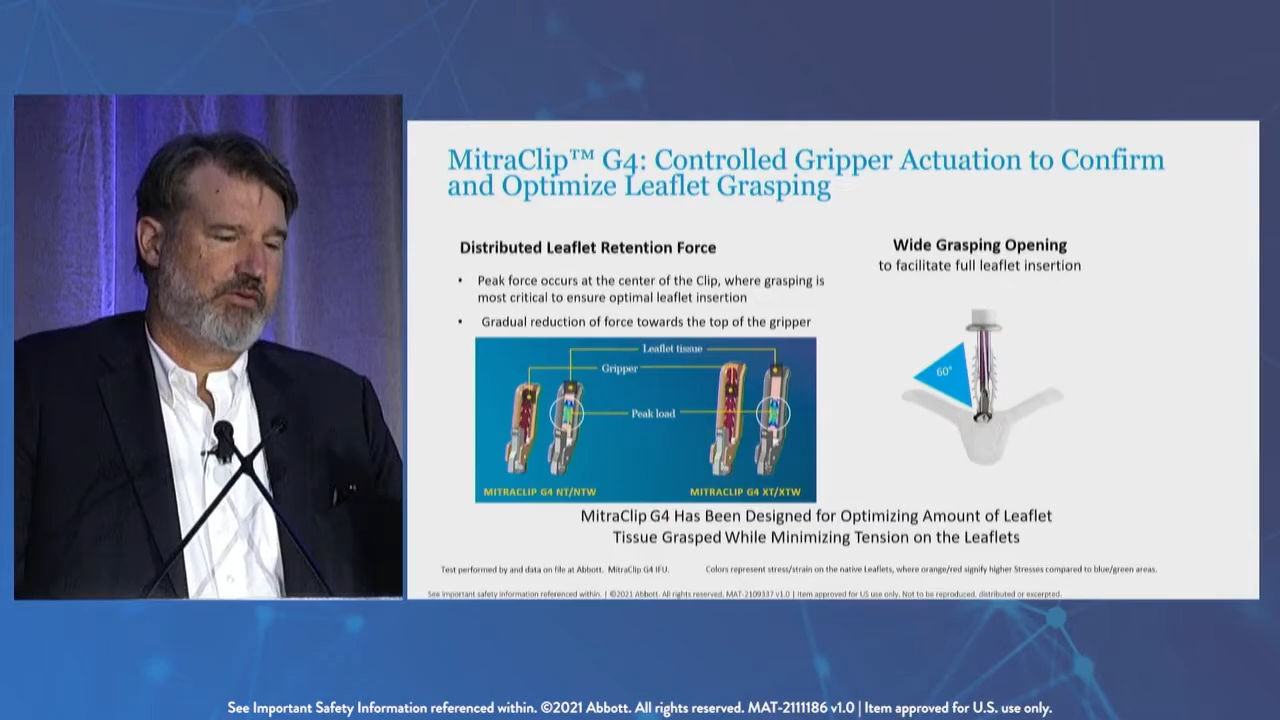 MitraClip™ G4: Controlled Gripper Actuation to Confirm
and Optimize Leaflet Grasping
Distributed Leaflet Retention Force
• Peak force occurs at the center of the Clip, where grasping is
most critical to ensure optimal leaflet insertion
• Gradual reduction of force towards the top of the gripper
Leaflet tissue
Gripper
Peak load
MITRACLIP G4 NT/NTW
MITRACLIP G4 XT/XTW
Wide Grasping Opening
to facilitate full leaflet insertion
60°
MitraClip G4 Has Been Designed for Optimizing Amount of Leaflet
Tissue Grasped While Minimizing Tension on the Leaflets
Test performed by and data on file at Abbott. MitraClip G4 IFU.
Colors represent stress/strain on the native Leaflets, where orange/red signify higher Stresses compared to blue/green areas.
See important safety information referenced within. | ©2021 Abbott. All rights reserved. MAT-2109337 v1.0 | Item approved for US use only. Not to be reproduced, distributed or excerpted.
See Important Safety Information referenced within. ©2021 Abbott. All rights reserved. MAT-2111186 v1.0 | Item approved for U.S. use only.